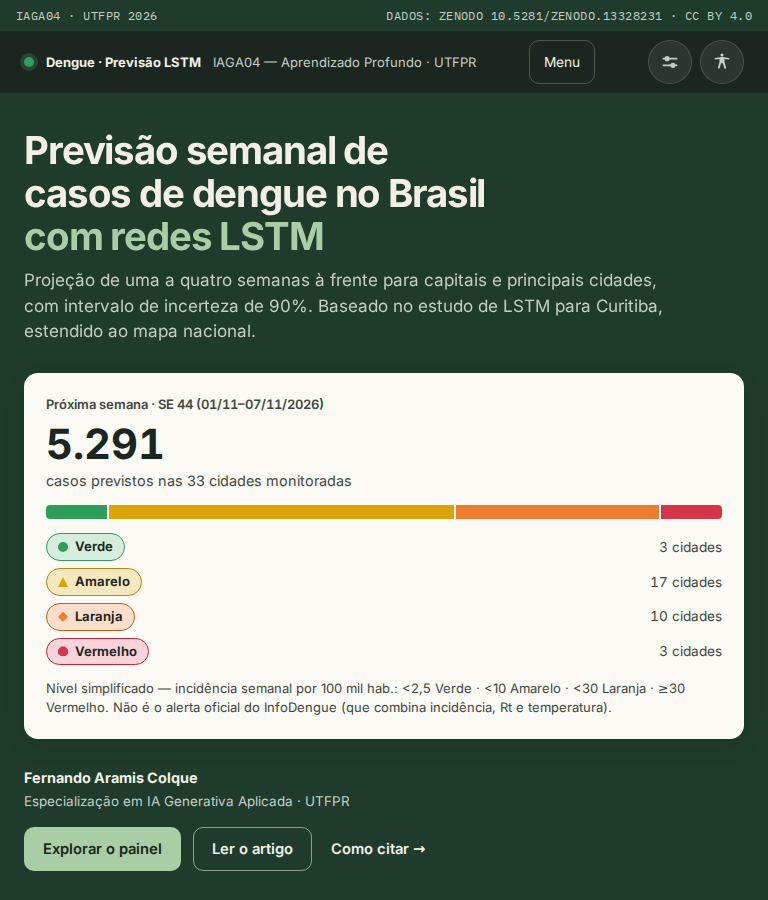 IAGA04 · UTFPR 2026
DADOS: ZENODO 10.5281/ZENODO.13328231 · CC BY 4.0
Dengue · Previsão LSTM IAGA04 — Aprendizado Profundo · UTFPR
Menu
Previsão semanal de
casos de dengue no Brasil
com redes LSTM
Projeção de uma a quatro semanas à frente para capitais e principais cidades,
com intervalo de incerteza de 90%. Baseado no estudo de LSTM para Curitiba,
estendido ao mapa nacional.
Próxima semana · SE 44 (01/11–07/11/2026)
5.291
casos previstos nas 33 cidades monitoradas
Verde 3 cidades
Amarelo 17 cidades
Laranja 10 cidades
Vermelho 3 cidades
Nível simplificado — incidência semanal por 100 mil hab.: <2,5 Verde · <10 Amarelo · <30 Laranja · ≥30
Vermelho. Não é o alerta oficial do InfoDengue (que combina incidência, Rt e temperatura).
Fernando Aramis Colque
Especialização em IA Generativa Aplicada · UTFPR
Explorar o painel
Ler o artigo
Como citar →